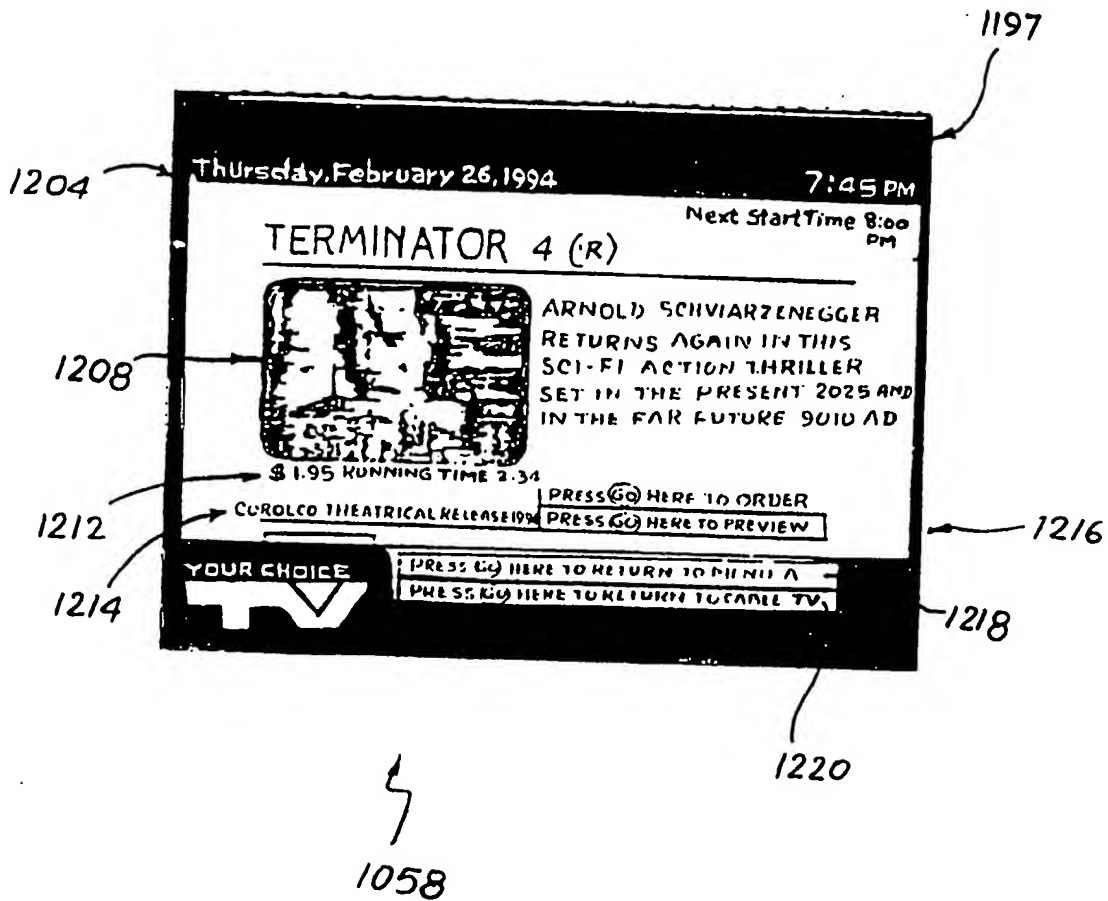 1197
1204
Thursday, February 26, 1994 7:45 PM
Next Start Time 8:00
PM
TERMINATOR 4 (R)
1208
ARNOLD SCHVIARZENEGGER
RETURNS AGAIN IN THIS
SCI-FI ACTION THRILLER
SET IN THE PRESENT 2025 AND
IN THE FAR FUTURE 9010 AD
$1.95 RUNNING TIME 2:34
1212
PRESS GO HERE TO ORDER
COROLCO THEATRICAL RELEASE 199
PRESS GO HERE TO PREVIEW
1216
1214
YOUR CHOICE
TV
PRESS GO HERE TO RETURN TO MENU A
PRESS GO HERE TO RETURN TO CABLE TV
1218
1220
1058